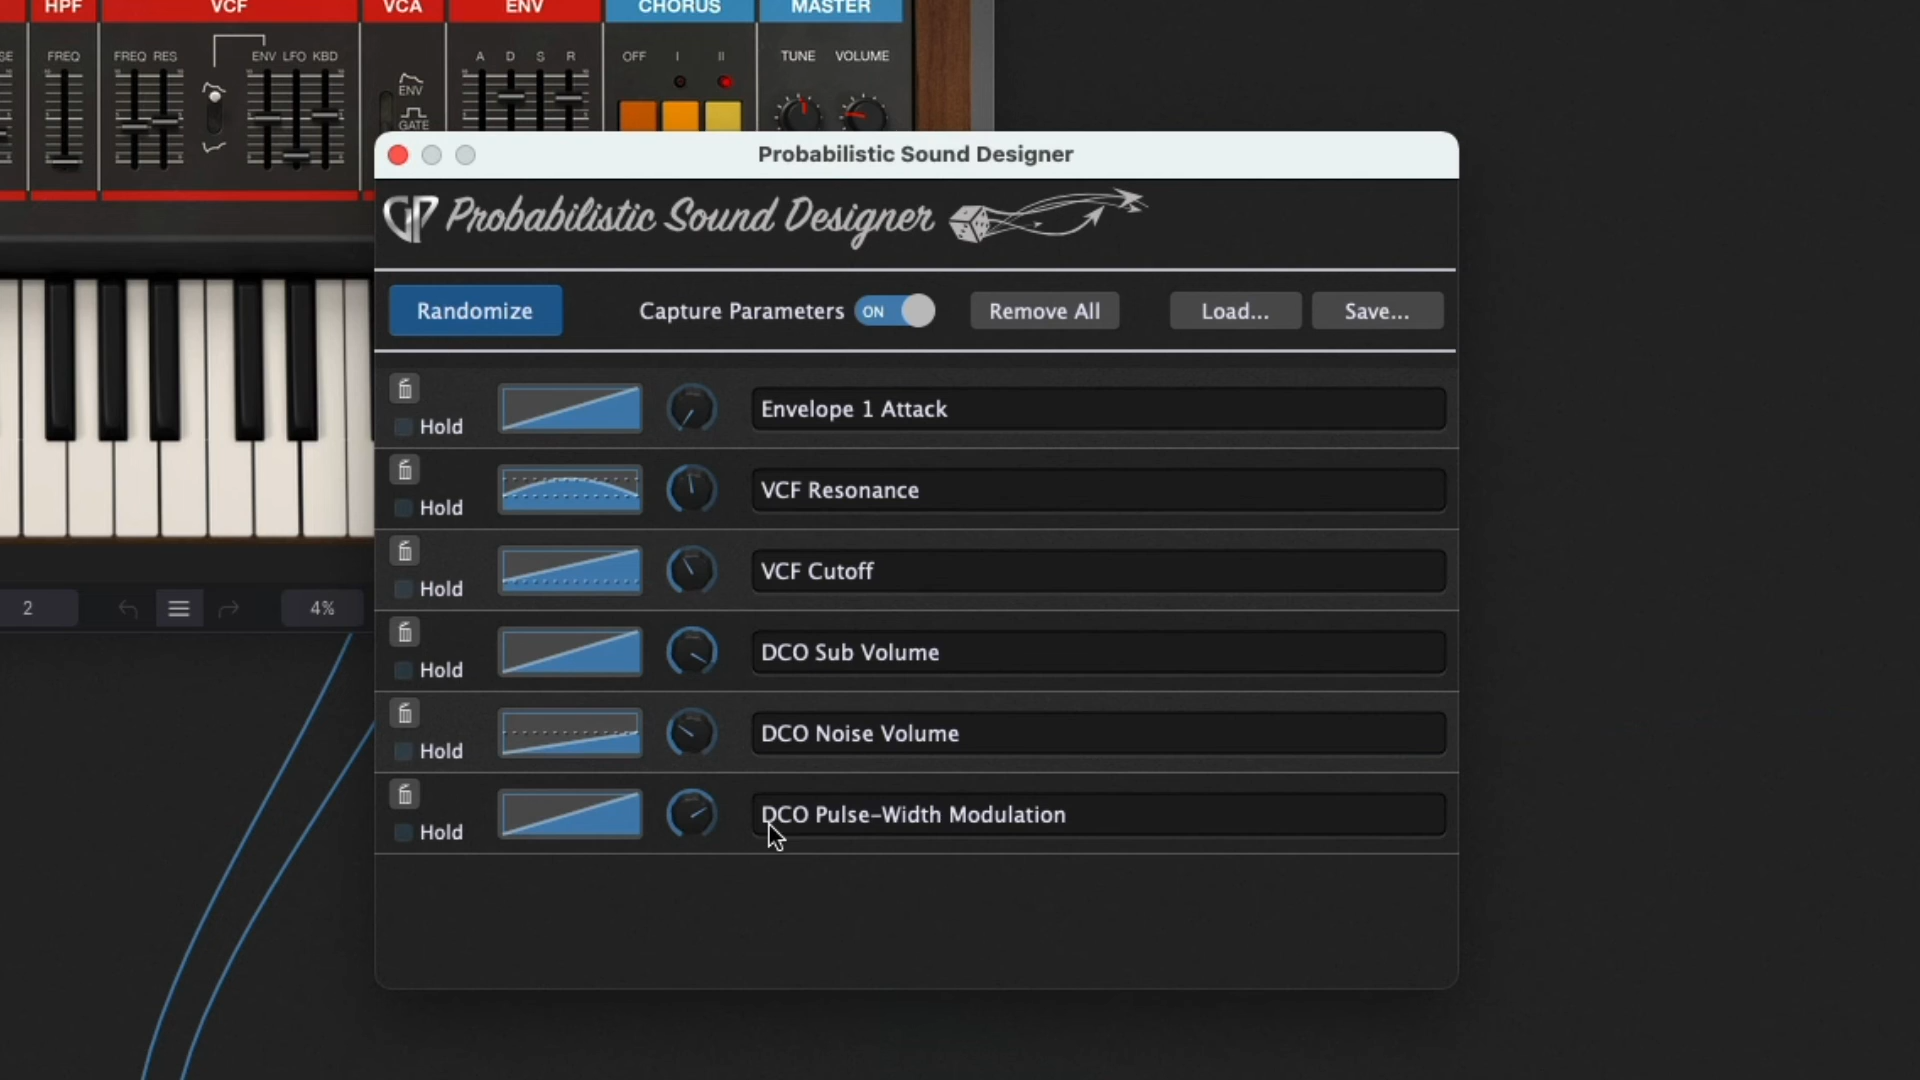 HPF VCF VCA ENV CHORUS MASTER
SE FREQ FREQ RES ENV LFO KBD A D S R OFF I II TUNE VOLUME
ENV
GATE
Probabilistic Sound Designer
GP Probabilistic Sound Designer
Randomize Capture Parameters ON Remove All Load... Save...
Envelope 1 Attack
Hold
VCF Resonance
Hold
VCF Cutoff
Hold
2 4%
DCO Sub Volume
Hold
DCO Noise Volume
Hold
DCO Pulse-Width Modulation
Hold